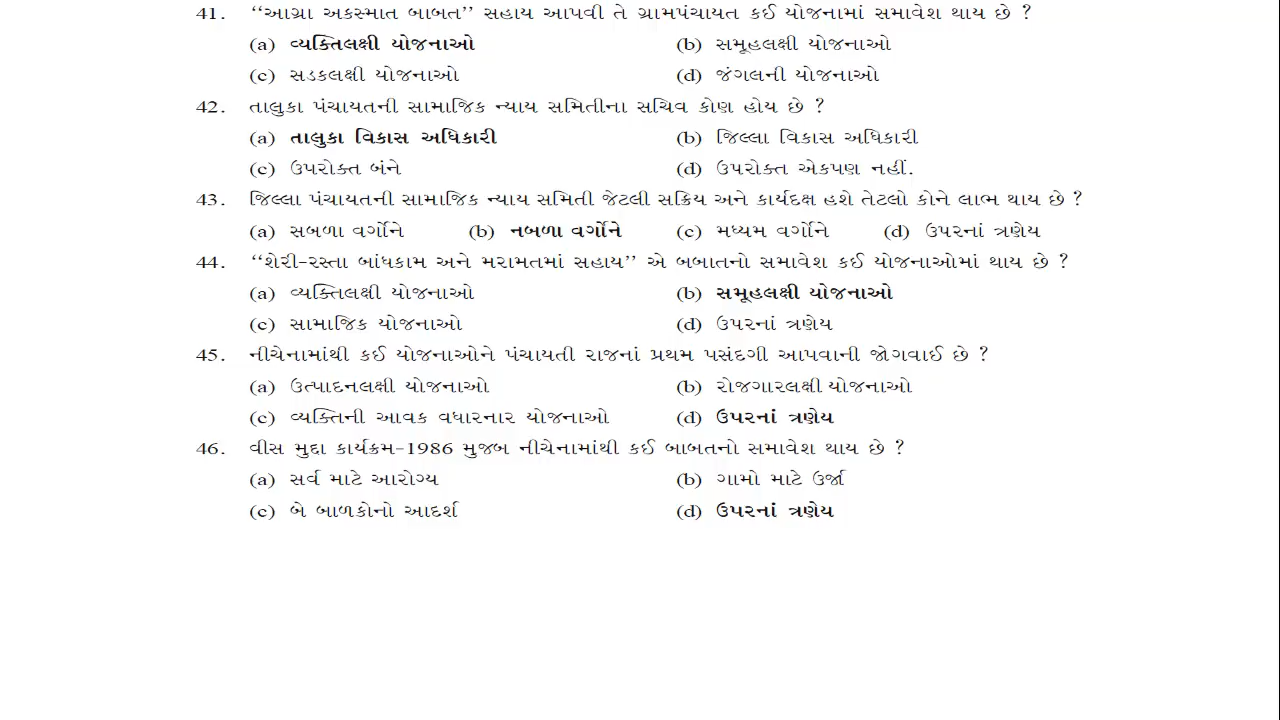 41. “આગ્રા અકસ્માત બાબત” સહાય આપવી તે ગ્રામપંચાયત કઈ યોજનામાં સમાવેશ થાય છે ?
(a) વ્યક્તિલક્ષી યોજનાઓ (b) સમૂહલક્ષી યોજનાઓ
(c) સડકલક્ષી યોજનાઓ (d) જંગલની યોજનાઓ
42. તાલુકા પંચાયતની સામાજિક ન્યાય સમિતીના સચિવ કોણ હોય છે ?
(a) તાલુકા વિકાસ અધિકારી (b) જિલ્લા વિકાસ અધિકારી
(c) ઉપરોક્ત બંને (d) ઉપરોક્ત એકપણ નહીં.
43. જિલ્લા પંચાયતની સામાજિક ન્યાય સમિતી જેટલી સક્રિય અને કાર્યદક્ષ હશે તેટલો કોને લાભ થાય છે ?
(a) સબળા વર્ગોને (b) નબળા વર્ગોને (c) મધ્યમ વર્ગોને (d) ઉપરનાં ત્રણેય
44. “શેરી-રસ્તા બાંધકામ અને મરામતમાં સહાય” એ બબાતનો સમાવેશ કઈ યોજનાઓમાં થાય છે ?
(a) વ્યક્તિલક્ષી યોજનાઓ (b) સમૂહલક્ષી યોજનાઓ
(c) સામાજિક યોજનાઓ (d) ઉપરનાં ત્રણેય
45. નીચેનામાંથી કઈ યોજનાઓને પંચાયતી રાજનાં પ્રથમ પસંદગી આપવાની જોગવાઈ છે ?
(a) ઉત્પાદનલક્ષી યોજનાઓ (b) રોજગારલક્ષી યોજનાઓ
(c) વ્યક્તિની આવક વધારનાર યોજનાઓ (d) ઉપરનાં ત્રણેય
46. વીસ મુદ્દા કાર્યક્રમ-1986 મુજબ નીચેનામાંથી કઈ બાબતનો સમાવેશ થાય છે ?
(a) સર્વ માટે આરોગ્ય (b) ગામો માટે ઉર્જા
(c) બે બાળકોનો આદર્શ (d) ઉપરનાં ત્રણેય